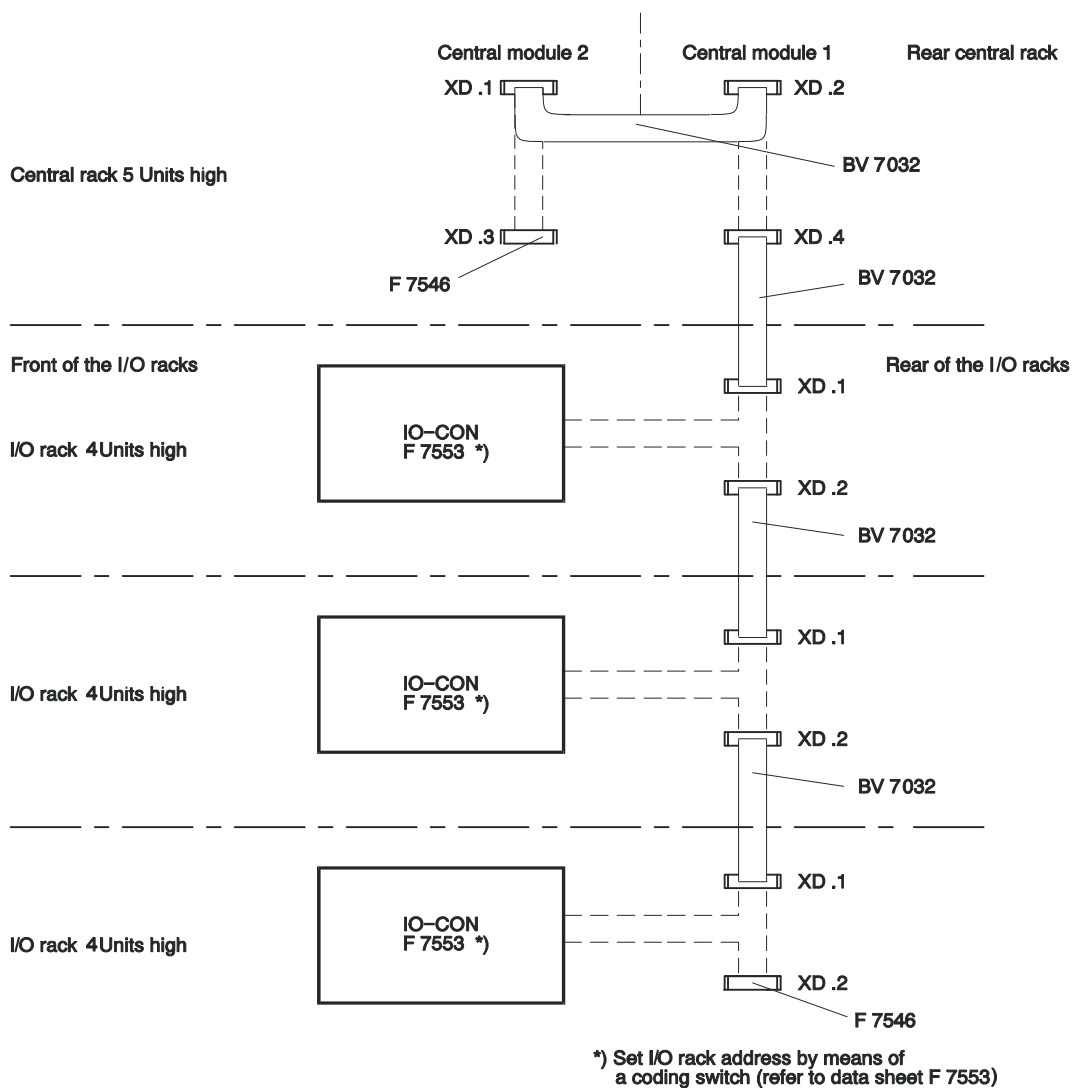 Central module 2 Central module 1 Rear central rack
XD .1 XD .2
BV 7032
Central rack 5 Units high
XD .3 XD .4
F 7546 BV 7032
Front of the I/O racks Rear of the I/O racks
XD .1
IO-CON
F 7553 *)
I/O rack 4Units high
XD .2
BV 7032
XD .1
IO-CON
F 7553 *)
I/O rack 4Units high
XD .2
BV 7032
XD .1
IO-CON
F 7553 *)
I/O rack 4Units high
XD .2
F 7546
*) Set I/O rack address by means of
a coding switch (refer to data sheet F 7553)